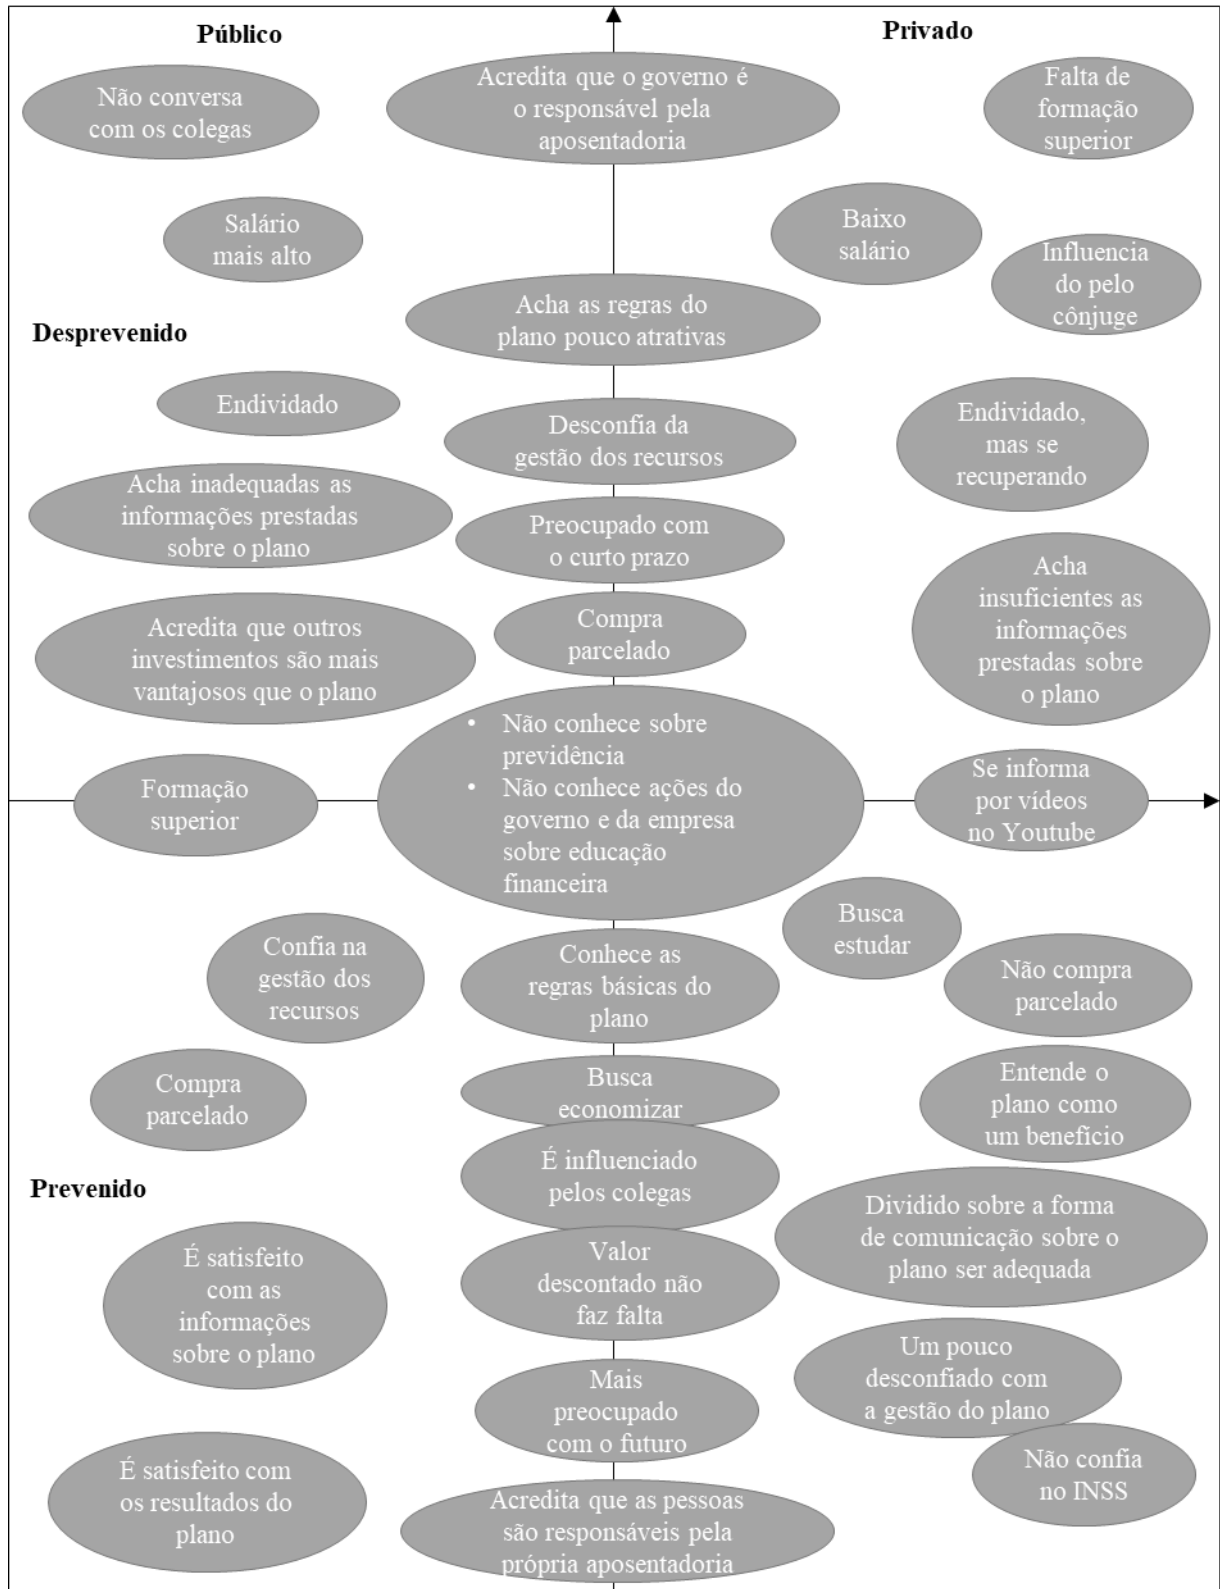 Público
Privado
Não conversa
com os colegas
Acredita que o governo é
o responsável pela
aposentadoria
Falta de
formação
superior
Salário
mais alto
Baixo
salário
Influencia
do pelo
cônjuge
Acha as regras do
plano pouco atrativas
Desprevenido
Endividado
Desconfia da
gestão dos recursos
Endividado,
mas se
recuperando
Acha inadequadas as
informações prestadas
sobre o plano
Preocupado com
o curto prazo
Acha
insuficientes as
informações
prestadas sobre
o plano
Compra
parcelado
Acredita que outros
investimentos são mais
vantajosos que o plano
• Não conhece sobre
previdência
• Não conhece ações do
governo e da empresa
sobre educação
financeira
Formação
superior
Se informa
por vídeos
no Youtube
Busca
estudar
Confia na
gestão dos
recursos
Conhece as
regras básicas do
plano
Não compra
parcelado
Compra
parcelado
Busca
economizar
Entende o
plano como
um benefício
É influenciado
pelos colegas
Prevenido
Dividido sobre a forma
de comunicação sobre o
plano ser adequada
É satisfeito
com as
informações
sobre o plano
Valor
descontado não
faz falta
Um pouco
desconfiado com
a gestão do plano
Mais
preocupado
com o futuro
Não confia
no INSS
É satisfeito com
os resultados do
plano
Acredita que as pessoas
são responsáveis pela
própria aposentadoria